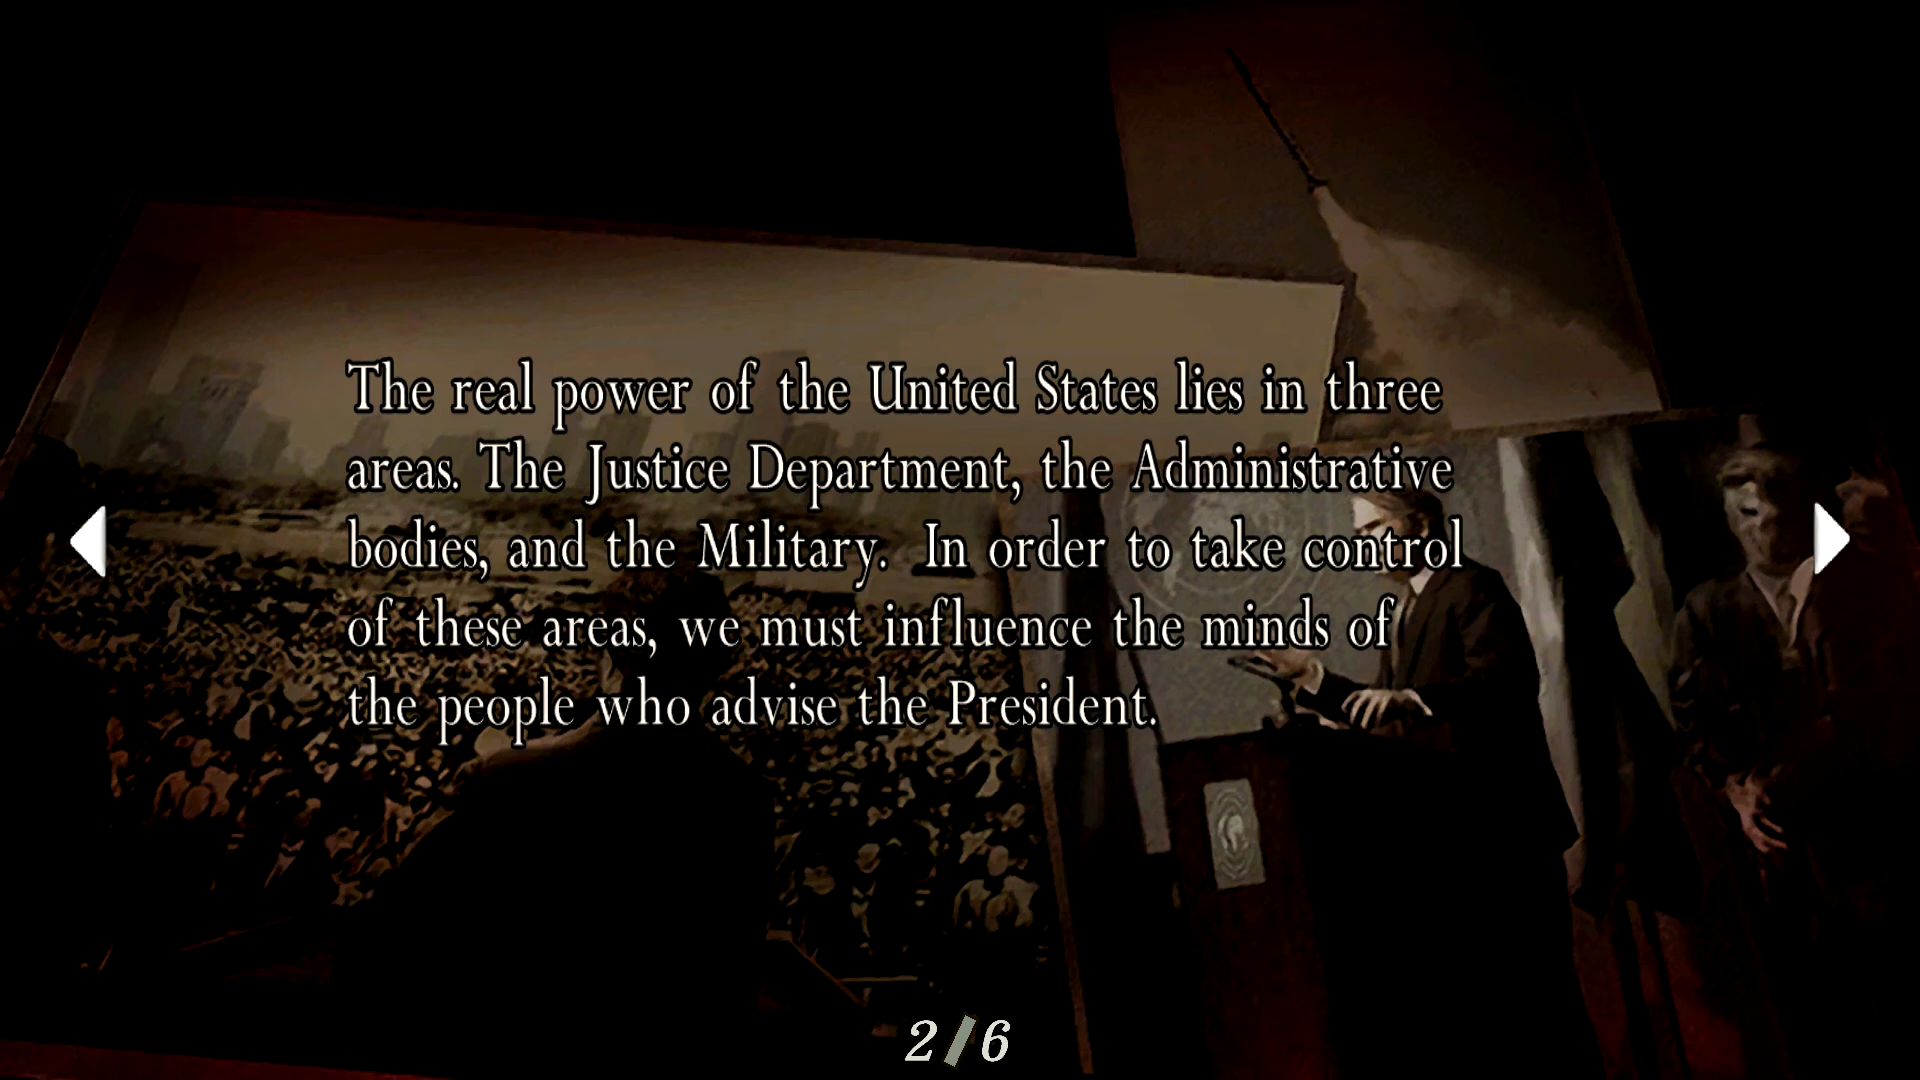 The real power of the United States lies in three
areas. The Justice Department, the Administrative
bodies, and the Military.  In order to take control
of these areas, we must influence the minds of
the people who advise the President.
2/6